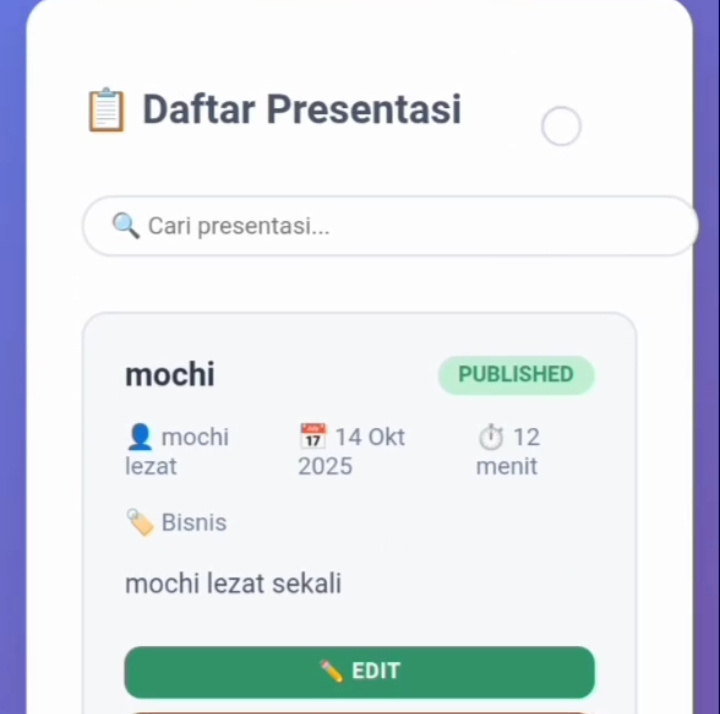 📋 Daftar Presentasi
🔍 Cari presentasi...
mochi
PUBLISHED
👤 mochi lezat
📅 14 Okt 2025
⏱️ 12 menit
🏷️ Bisnis
mochi lezat sekali
✏️ EDIT